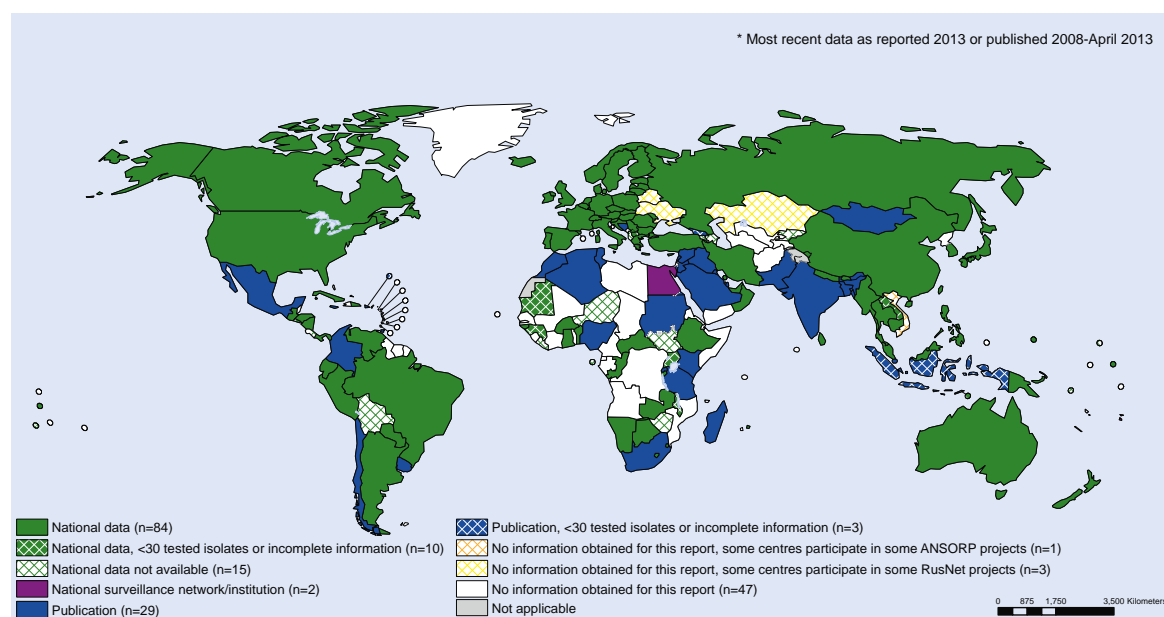 * Most recent data as reported 2013 or published 2008-April 2013
National data (n=84)
National data, <30 tested isolates or incomplete information (n=10)
National data not available (n=15)
National surveillance network/institution (n=2)
Publication (n=29)
Publication, <30 tested isolates or incomplete information (n=3)
No information obtained for this report, some centres participate in some ANSORP projects (n=1)
No information obtained for this report, some centres participate in some RusNet projects (n=3)
No information obtained for this report (n=47)
Not applicable
0 875 1,750 3,500 Kilometers